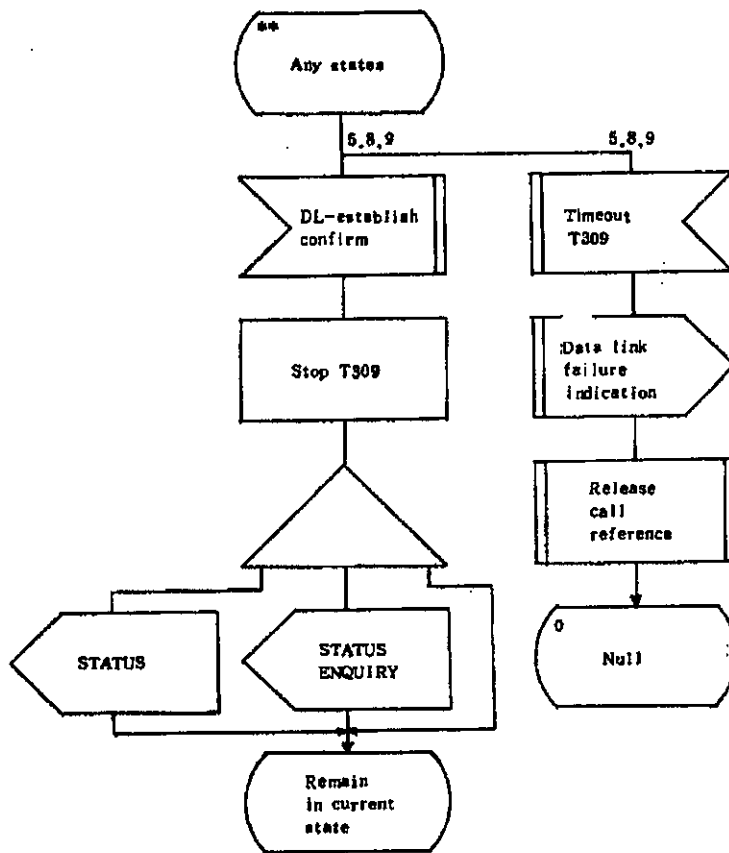 **
Any states
5,8,9
5,8,9
DL-establish
confirm
Timeout
T309
Stop T309
Data link
failure
indication
Release
call
reference
STATUS
STATUS
ENQUIRY
0
Null
Remain
in current
state